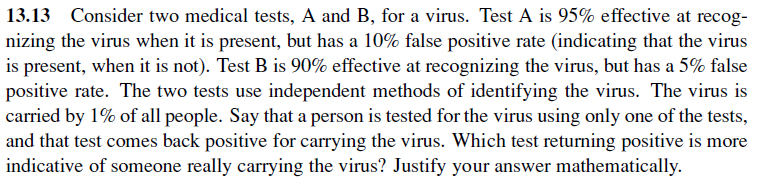 13.13 Consider two medical tests, A and B, for a virus. Test A is 95% effective at recog-
nizing the virus when it is present, but has a 10% false positive rate (indicating that the virus
is present, when it is not). Test B is 90% effective at recognizing the virus, but has a 5% false
positive rate. The two tests use independent methods of identifying the virus. The virus is
carried by 1% of all people. Say that a person is tested for the virus using only one of the tests,
and that test comes back positive for carrying the virus. Which test returning positive is more
indicative of someone really carrying the virus? Justify your answer mathematically.